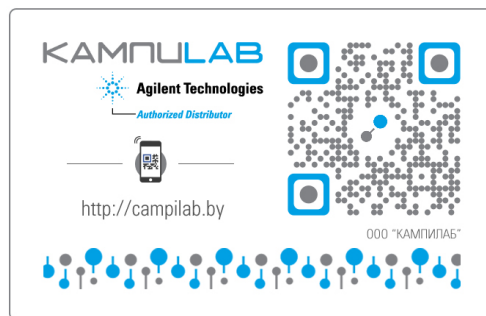 КАМПИLAB
Agilent Technologies
Authorized Distributor
http://campilab.by
ООО "КАМПИЛАБ"